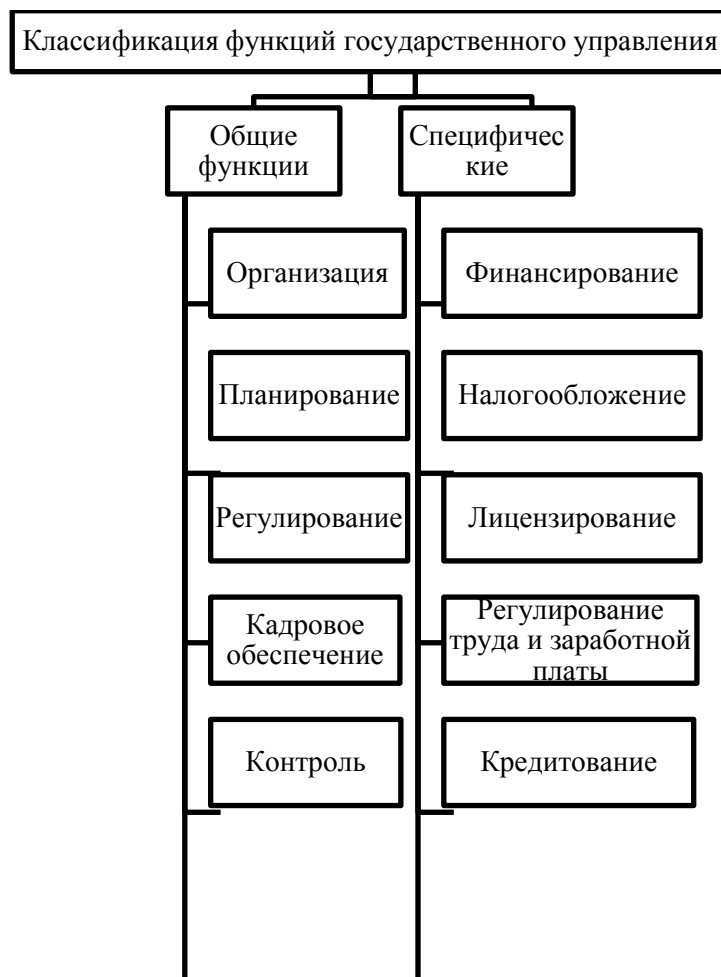 Классификация функций государственного управления
Общие
функции
Специфичес
кие
Организация
Финансирование
Планирование
Налогообложение
Регулирование
Лицензирование
Кадровое
обеспечение
Регулирование
труда и заработной
платы
Контроль
Кредитование